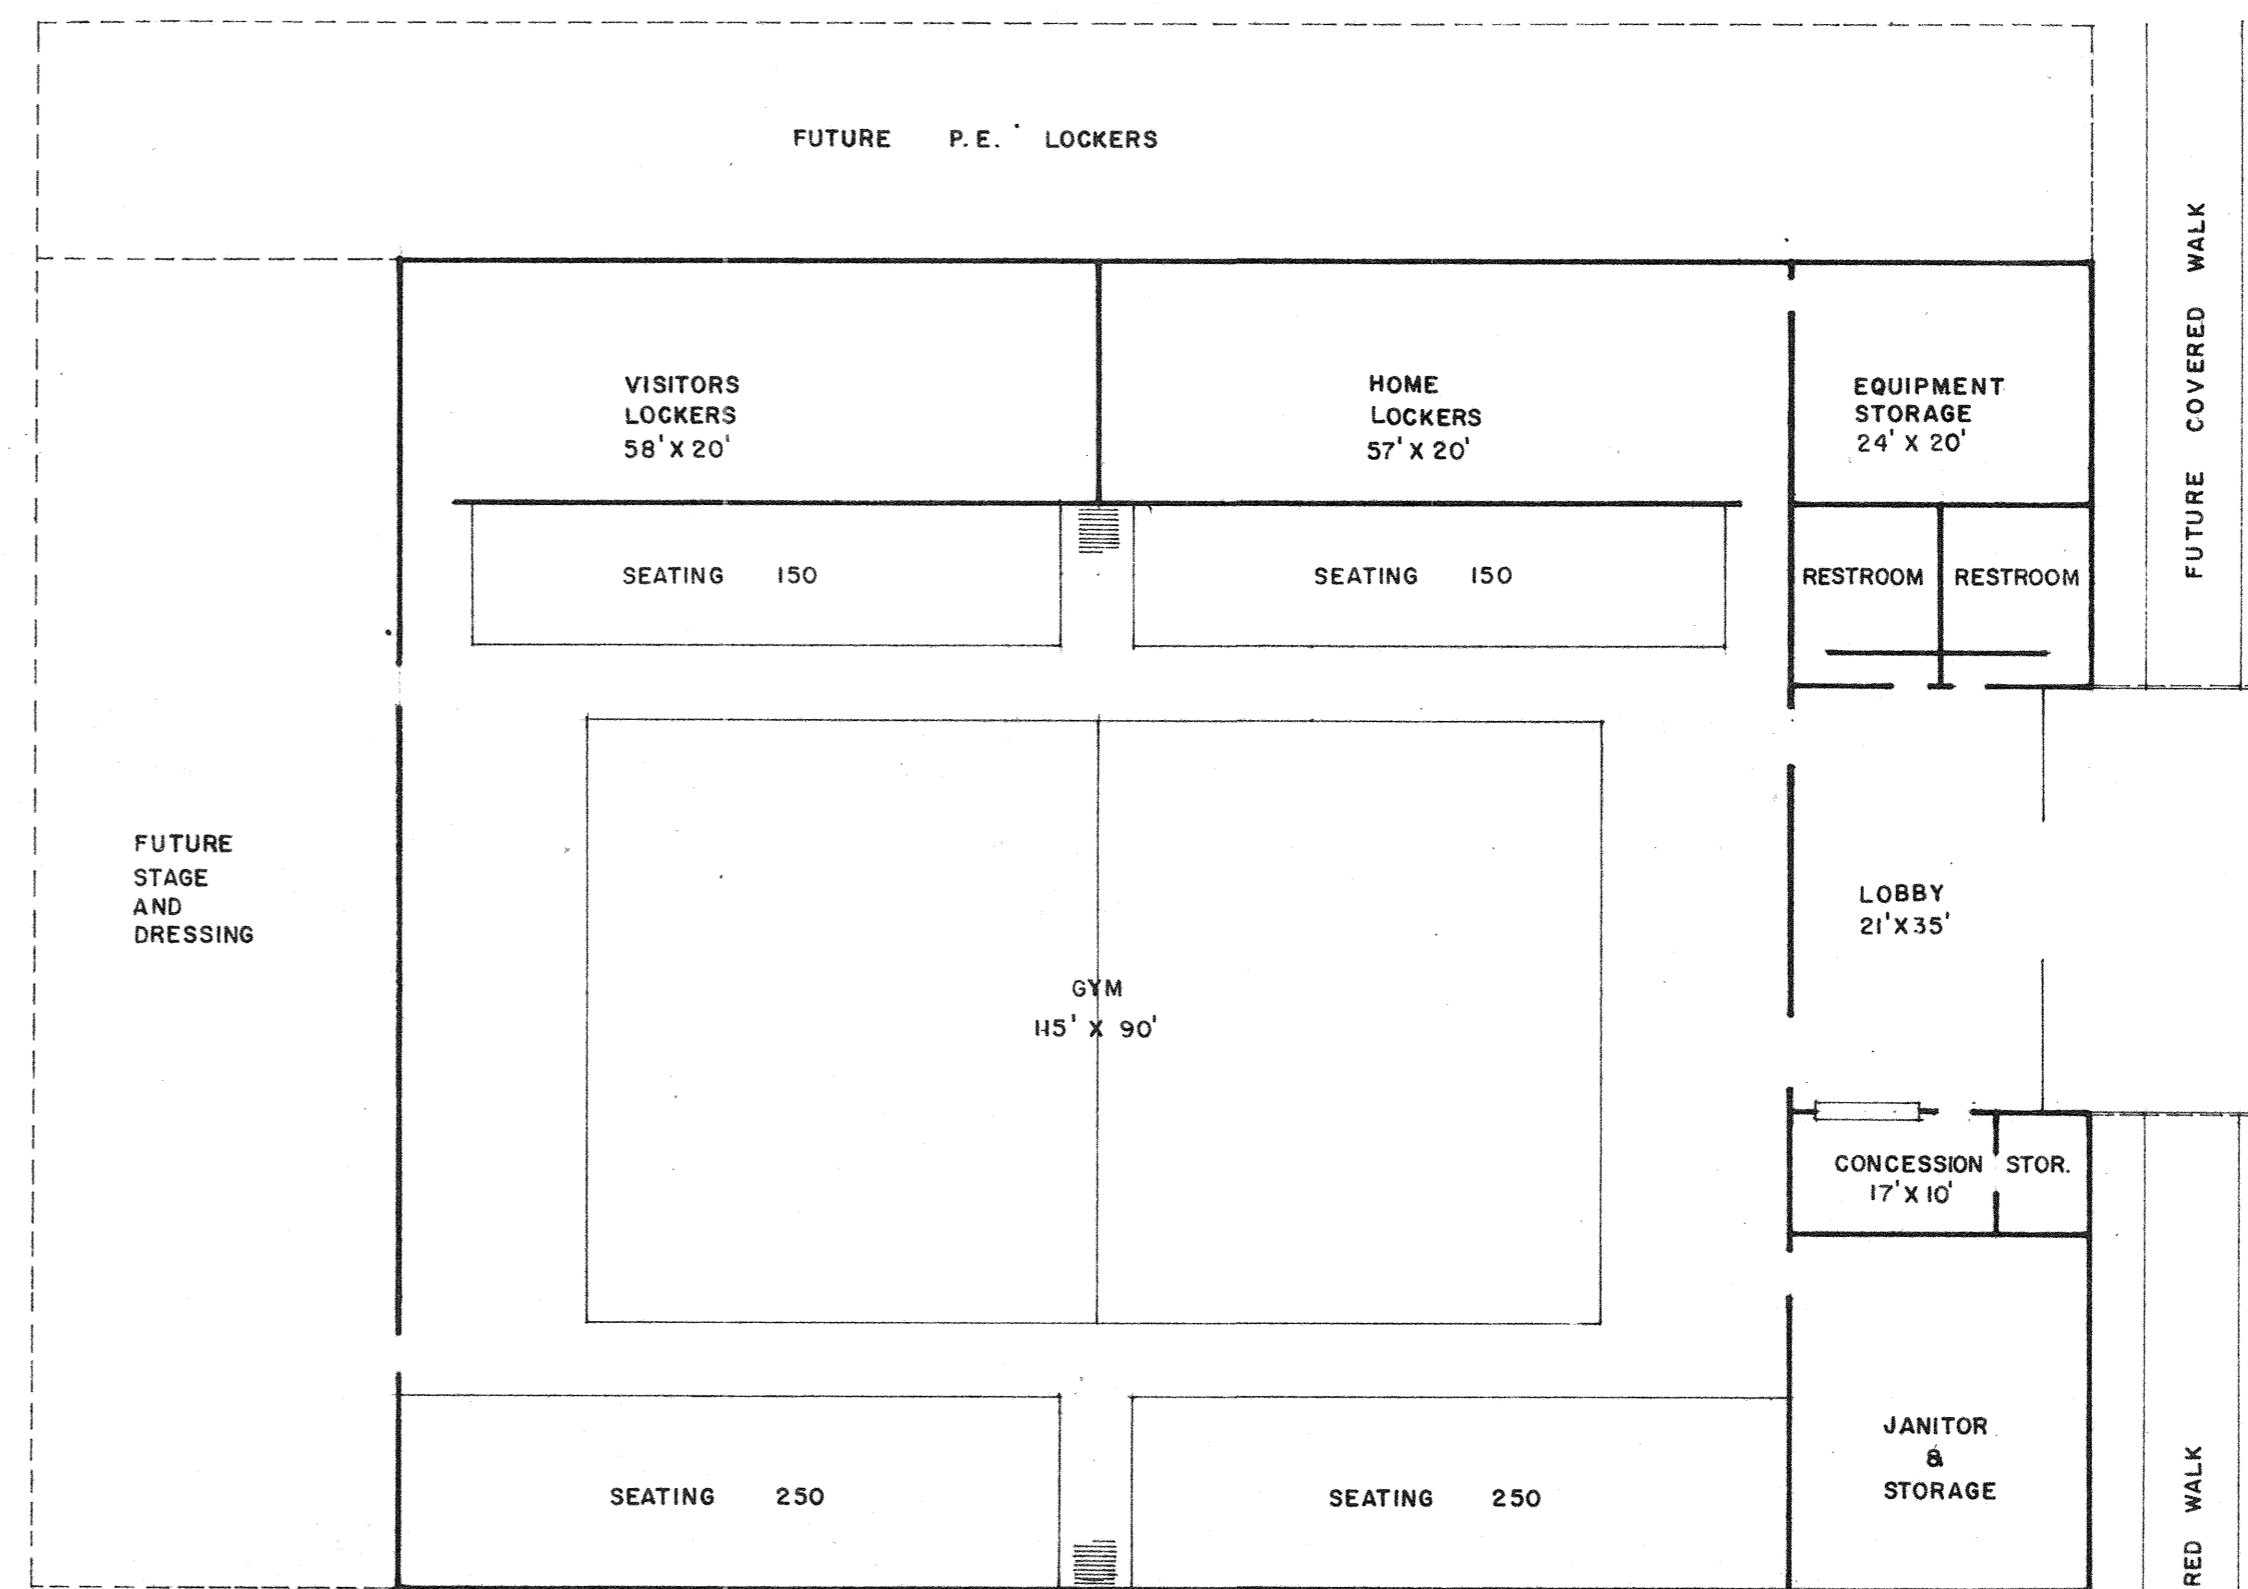 FUTURE P.E. LOCKERS
FUTURE COVERED WALK
VISITORS
LOCKERS
58' X 20'
HOME
LOCKERS
57' X 20'
EQUIPMENT
STORAGE
24' X 20'
SEATING 150
SEATING 150
RESTROOM
RESTROOM
FUTURE
STAGE
AND
DRESSING
LOBBY
21' X 35'
GYM
115' X 90'
CONCESSION
17' X 10'
STOR.
JANITOR
&
STORAGE
SEATING 250
SEATING 250
RED WALK